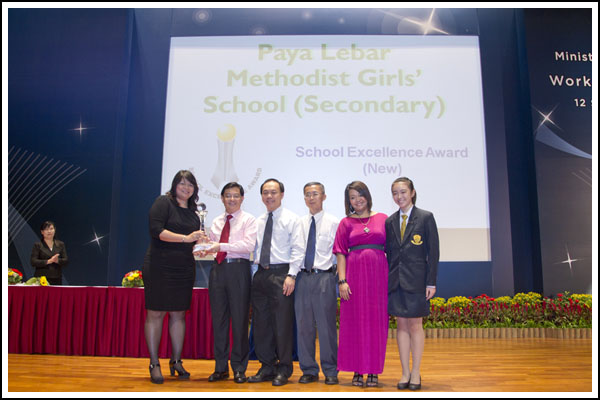 Paya Lebar
Methodist Girls'
School (Secondary)
School Excellence Award
(New)
Minist
Work
12